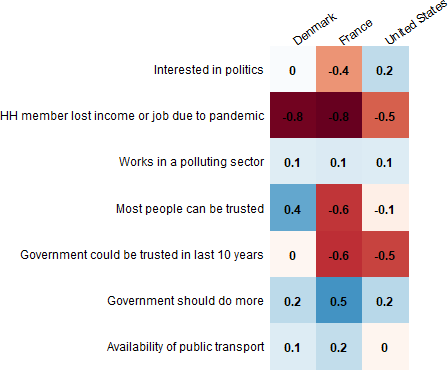 Denmark France United States
Interested in politics 0 -0.4 0.2
HH member lost income or job due to pandemic -0.8 -0.8 -0.5
Works in a polluting sector 0.1 0.1 0.1
Most people can be trusted 0.4 -0.6 -0.1
Government could be trusted in last 10 years 0 -0.6 -0.5
Government should do more 0.2 0.5 0.2
Availability of public transport 0.1 0.2 0